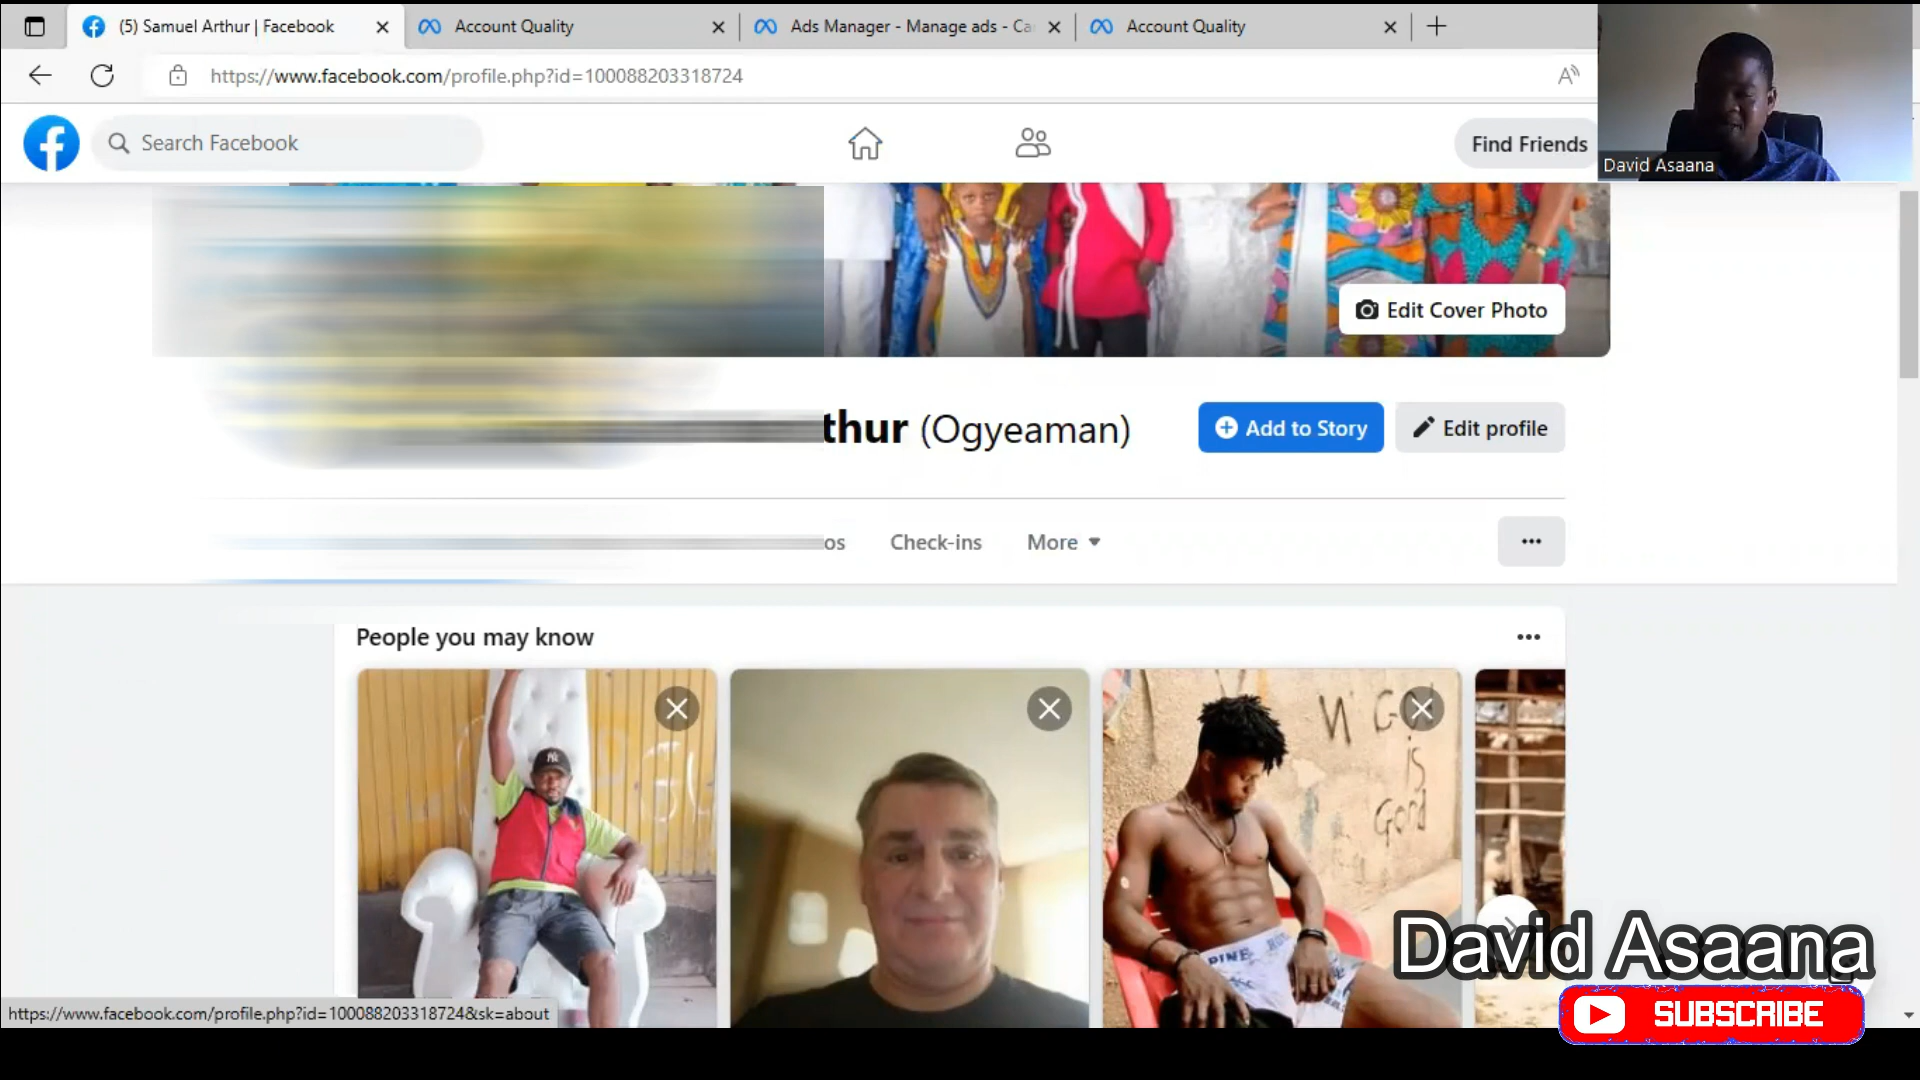 (5) Samuel Arthur | Facebook
Account Quality
Ads Manager - Manage ads - Ca
Account Quality
https://www.facebook.com/profile.php?id=100088203318724
Search Facebook
Find Friends
David Asaana
Edit Cover Photo
thur (Ogyeaman)
Add to Story
Edit profile
os
Check-ins
More
People you may know
is
Gord
David Asaana
SUBSCRIBE
https://www.facebook.com/profile.php?id=100088203318724&sk=about